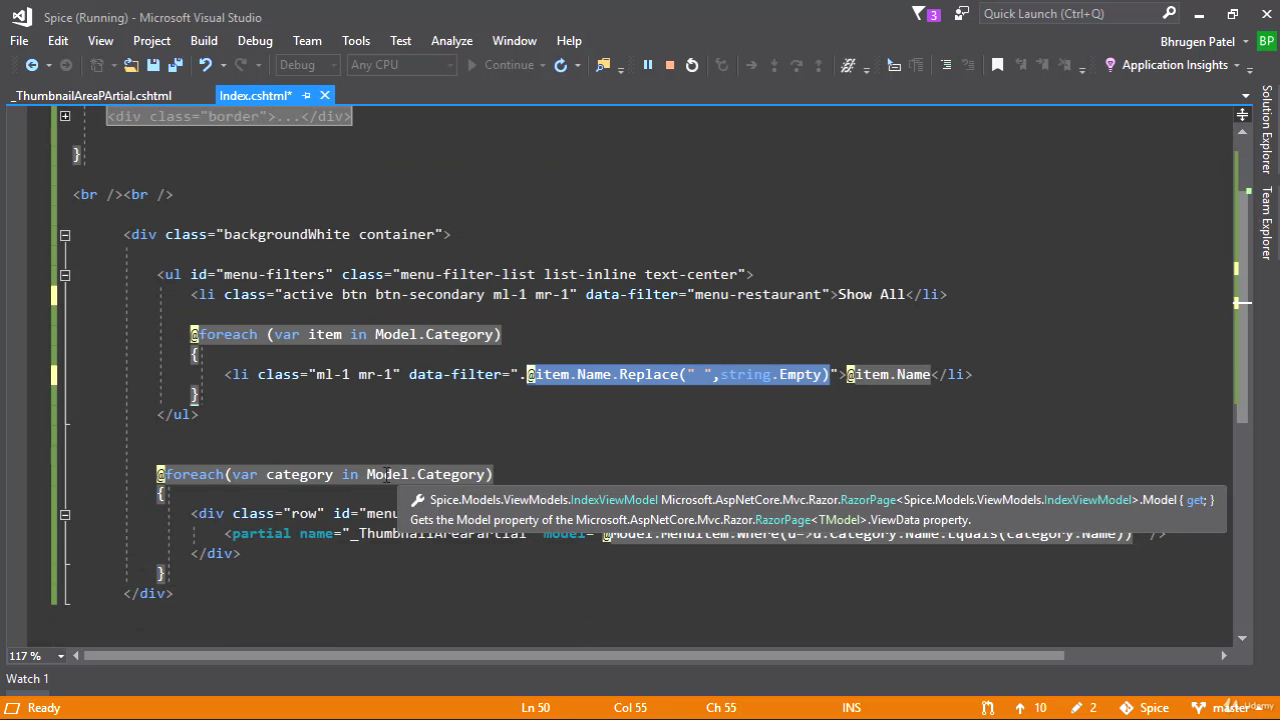 Spice (Running) - Microsoft Visual Studio
3
Quick Launch (Ctrl+Q)
File Edit View Project Build Debug Team Tools Test Analyze Window Help
Bhrugen Patel BP
Debug Any CPU Continue Application Insights
_ThumbnailAreaPArtial.cshtml Index.cshtml*
<div class="border">...</div>
}
<br /><br />
<div class="backgroundWhite container">
<ul id="menu-filters" class="menu-filter-list list-inline text-center">
<li class="active btn btn-secondary ml-1 mr-1" data-filter="menu-restaurant">Show All</li>
@foreach (var item in Model.Category)
{
<li class="ml-1 mr-1" data-filter=".@item.Name.Replace(" ",string.Empty)">@item.Name</li>
}
</ul>
@foreach(var category in Model.Category)
{
Spice.Models.ViewModels.IndexViewModel Microsoft.AspNetCore.Mvc.Razor.RazorPage<Spice.Models.ViewModels.IndexViewModel>.Model { get; }
<div class="row" id="menu
Gets the Model property of the Microsoft.AspNetCore.Mvc.Razor.RazorPage<TModel>.ViewData property.
<partial name="_ThumbnailAreaPartial" model="@Model.MenuItem.Where(u=>u.Category.Name.Equals(category.Name))" />
</div>
}
</div>
Solution Explorer
Team Explorer
117 %
Watch 1
Ready Ln 50 Col 55 Ch 55 INS 10 2 Spice master
Udemy